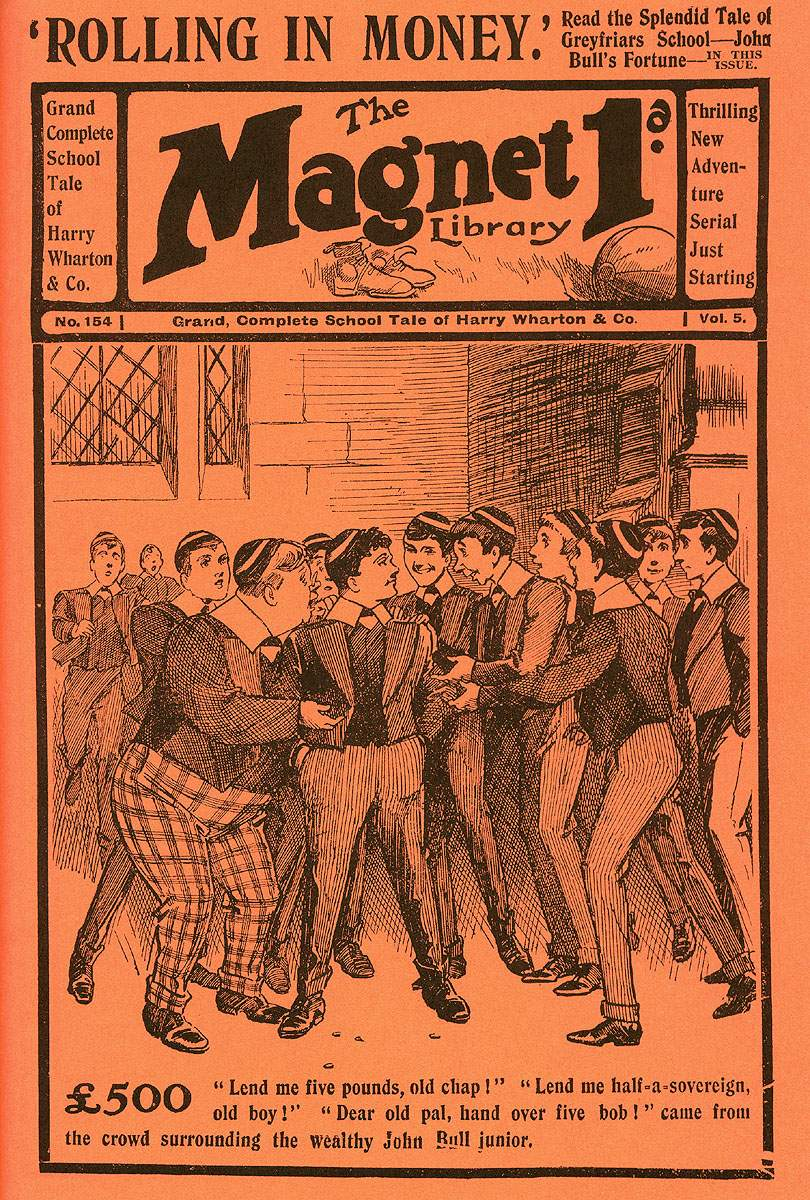 'ROLLING IN MONEY.'
Read the Splendid Tale of
Greyfriars School—John
Bull's Fortune—IN THIS ISSUE.
Grand
Complete
School
Tale
of
Harry
Wharton
& Co.
The
Magnet 1d.
Library
Thrilling
New
Adven-
ture
Serial
Just
Starting
No. 154
Grand, Complete School Tale of Harry Wharton & Co.
Vol. 5.
£500
"Lend me five pounds, old chap!" "Lend me half-a-sovereign,
old boy!" "Dear old pal, hand over five bob!" came from
the crowd surrounding the wealthy John Bull junior.